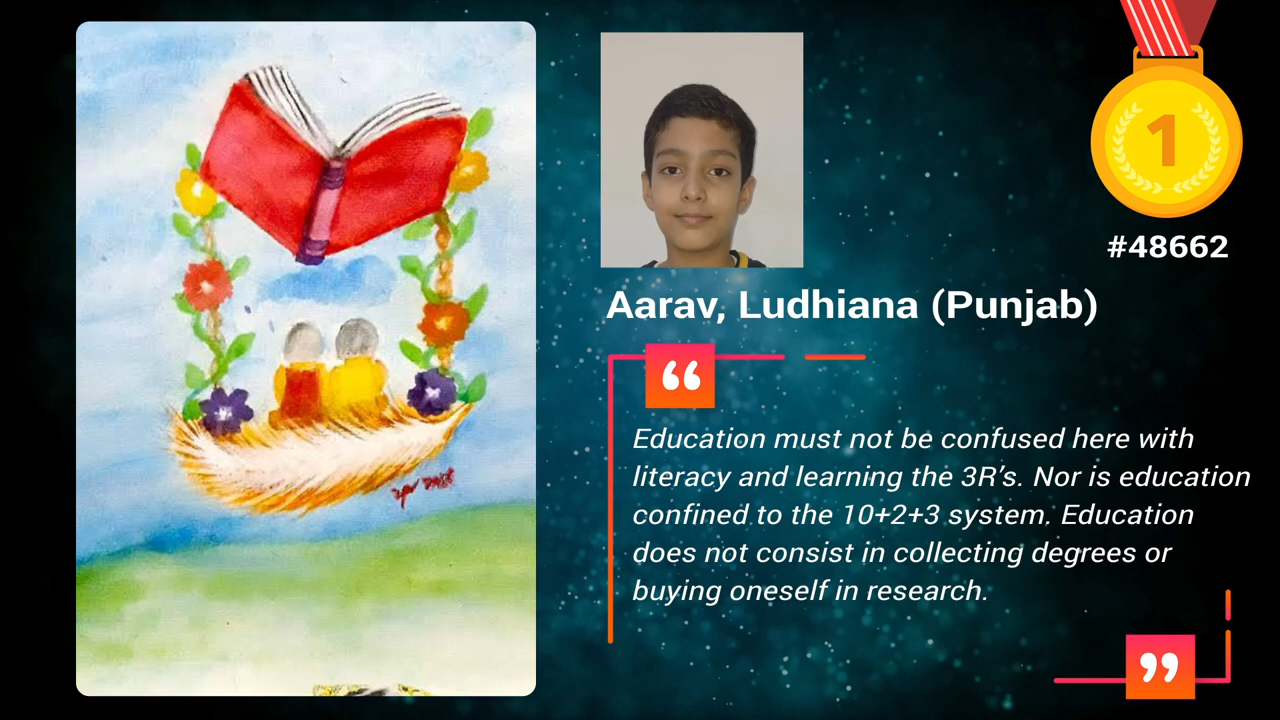 1
#48662
Aarav, Ludhiana (Punjab)
“
Education must not be confused here with
literacy and learning the 3R’s. Nor is education
confined to the 10+2+3 system. Education
does not consist in collecting degrees or
buying oneself in research.
”